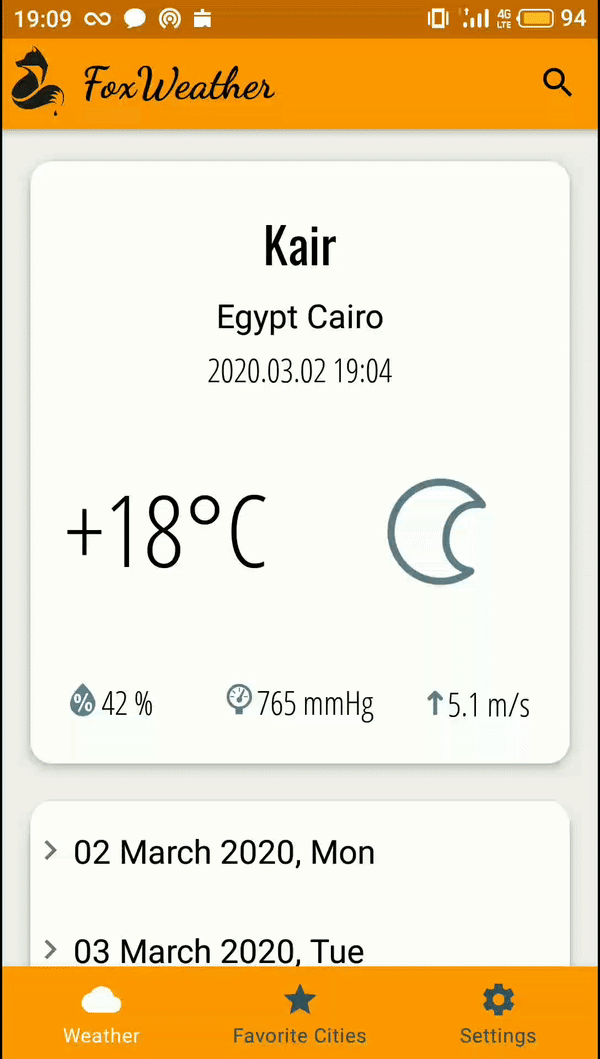 19:09 4G LTE 94
FoxWeather
Kair
Egypt Cairo
2020.03.02 19:04
+18°C
% 42 % 765 mmHg 5.1 m/s
02 March 2020, Mon
03 March 2020, Tue
Weather Favorite Cities Settings